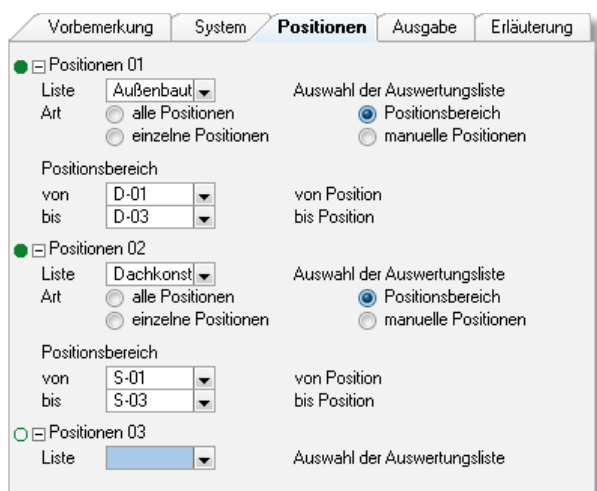 Vorbemerkung System Positionen Ausgabe Erläuterung
Positionen 01
Liste Außenbaut Auswahl der Auswertungsliste
Art alle Positionen Positionsbereich
einzelne Positionen manuelle Positionen
Positionsbereich
von D-01 von Position
bis D-03 bis Position
Positionen 02
Liste Dachkonst Auswahl der Auswertungsliste
Art alle Positionen Positionsbereich
einzelne Positionen manuelle Positionen
Positionsbereich
von S-01 von Position
bis S-03 bis Position
Positionen 03
Liste Auswahl der Auswertungsliste